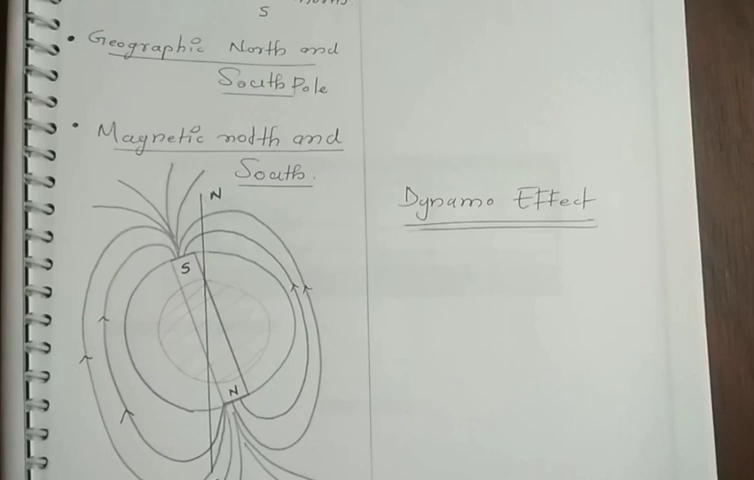 S
• Geographic North and
South Pole
• Magnetic nodth and
South.
N
S
N
Dynamo Effect